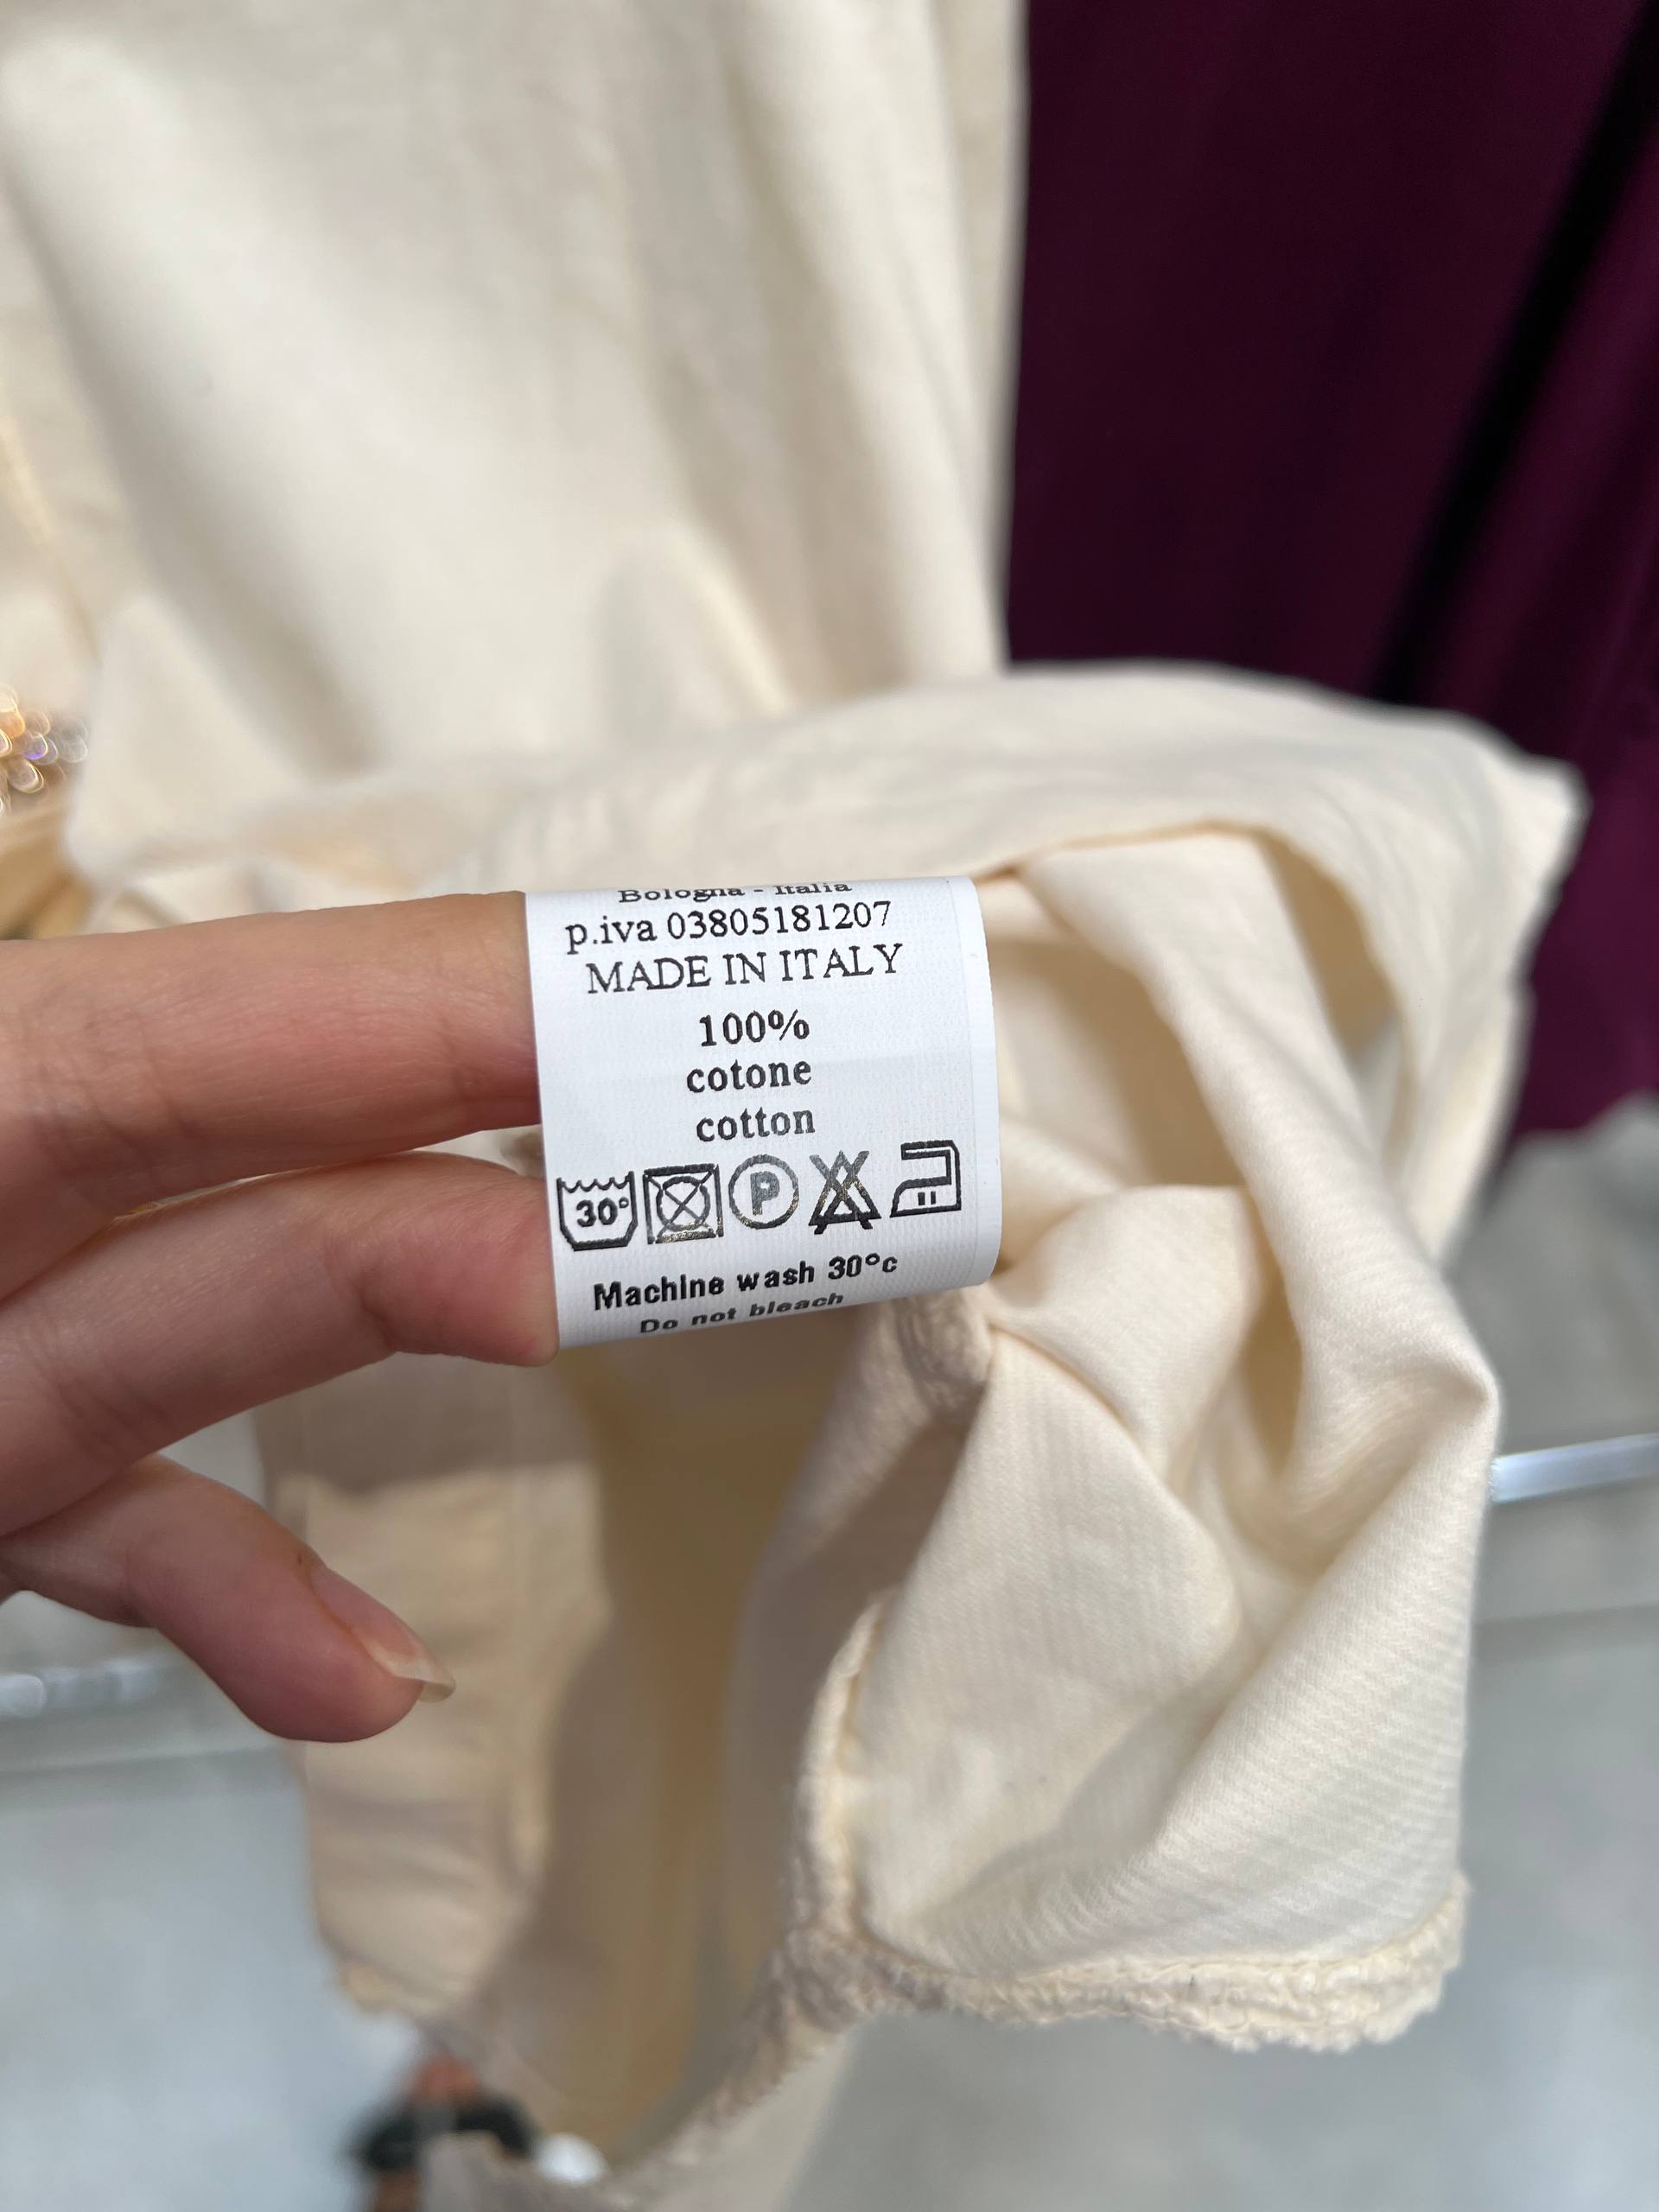 Bologna - Italia
p.iva 03805181207
MADE IN ITALY
100%
cotone
cotton
30° P
Machine wash 30°c
Do not bleach